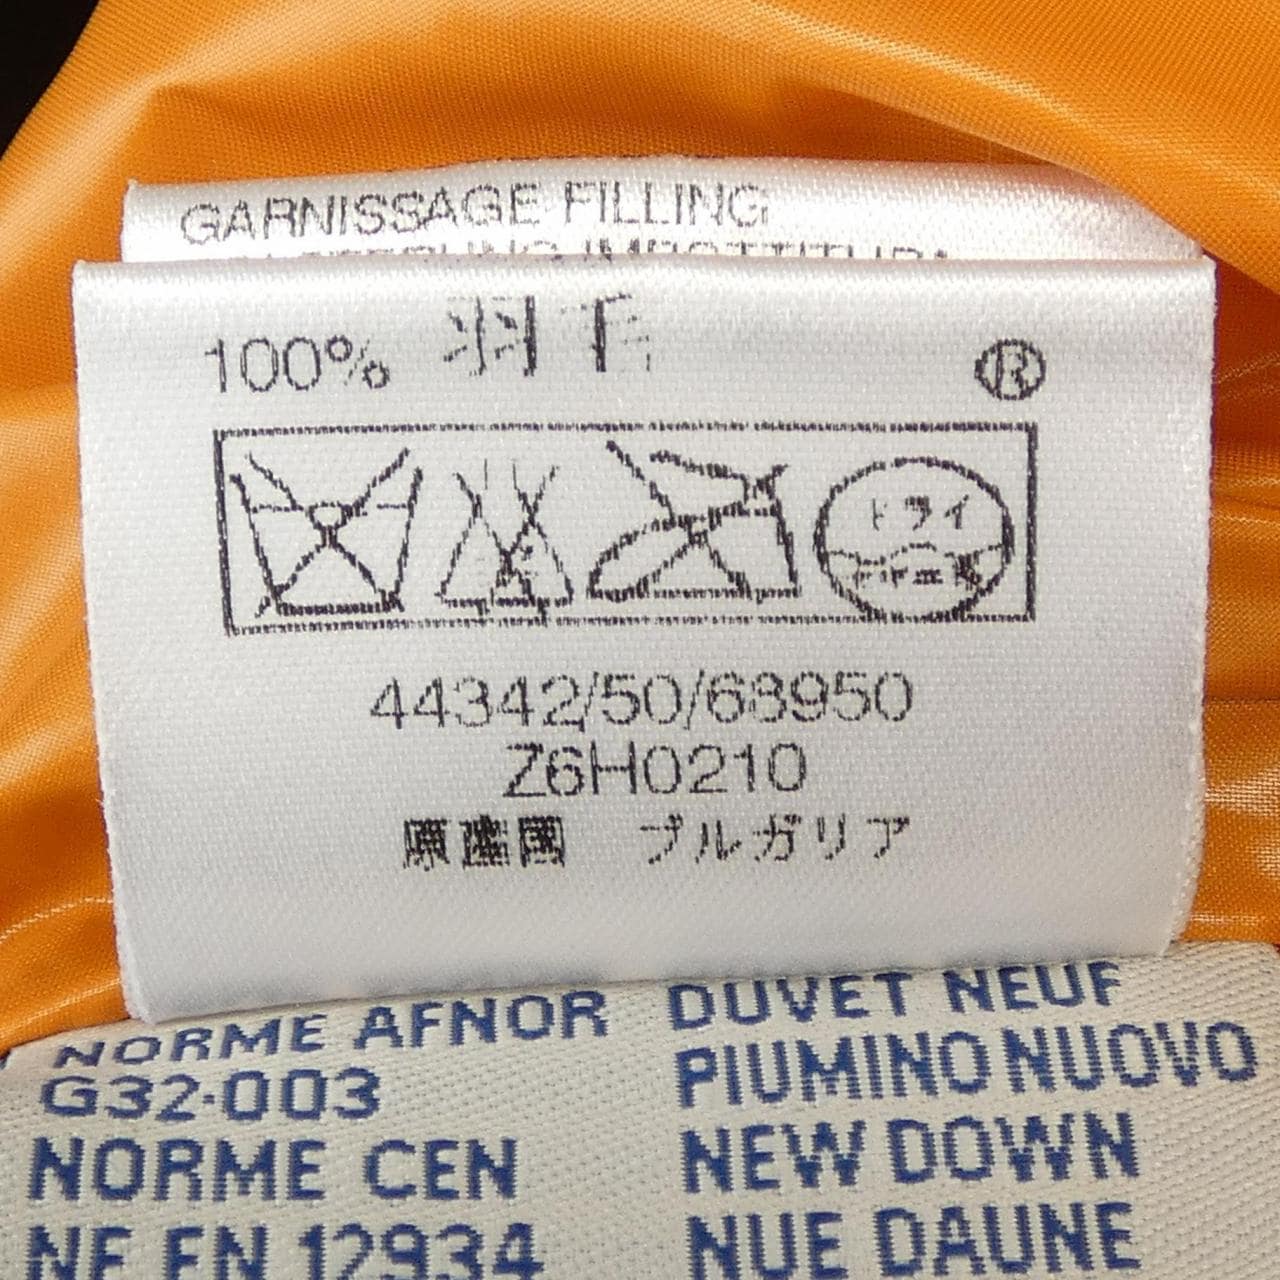 GARNISSAGE FILLING
IMBOTTITURA
100% 羽毛
®
ドライ
44342/50/68950
Z6H0210
原産国 ブルガリア
NORME AFNOR
G32-003
NORME CEN
NF EN 12934
DUVET NEUF
PIUMINO NUOVO
NEW DOWN
NUE DAUNE